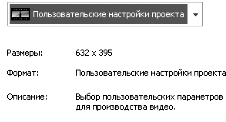 Пользовательские настройки проекта
Размеры: 632 x 395
Формат: Пользовательские настройки проекта
Описание: Выбор пользовательских параметров
для производства видео.